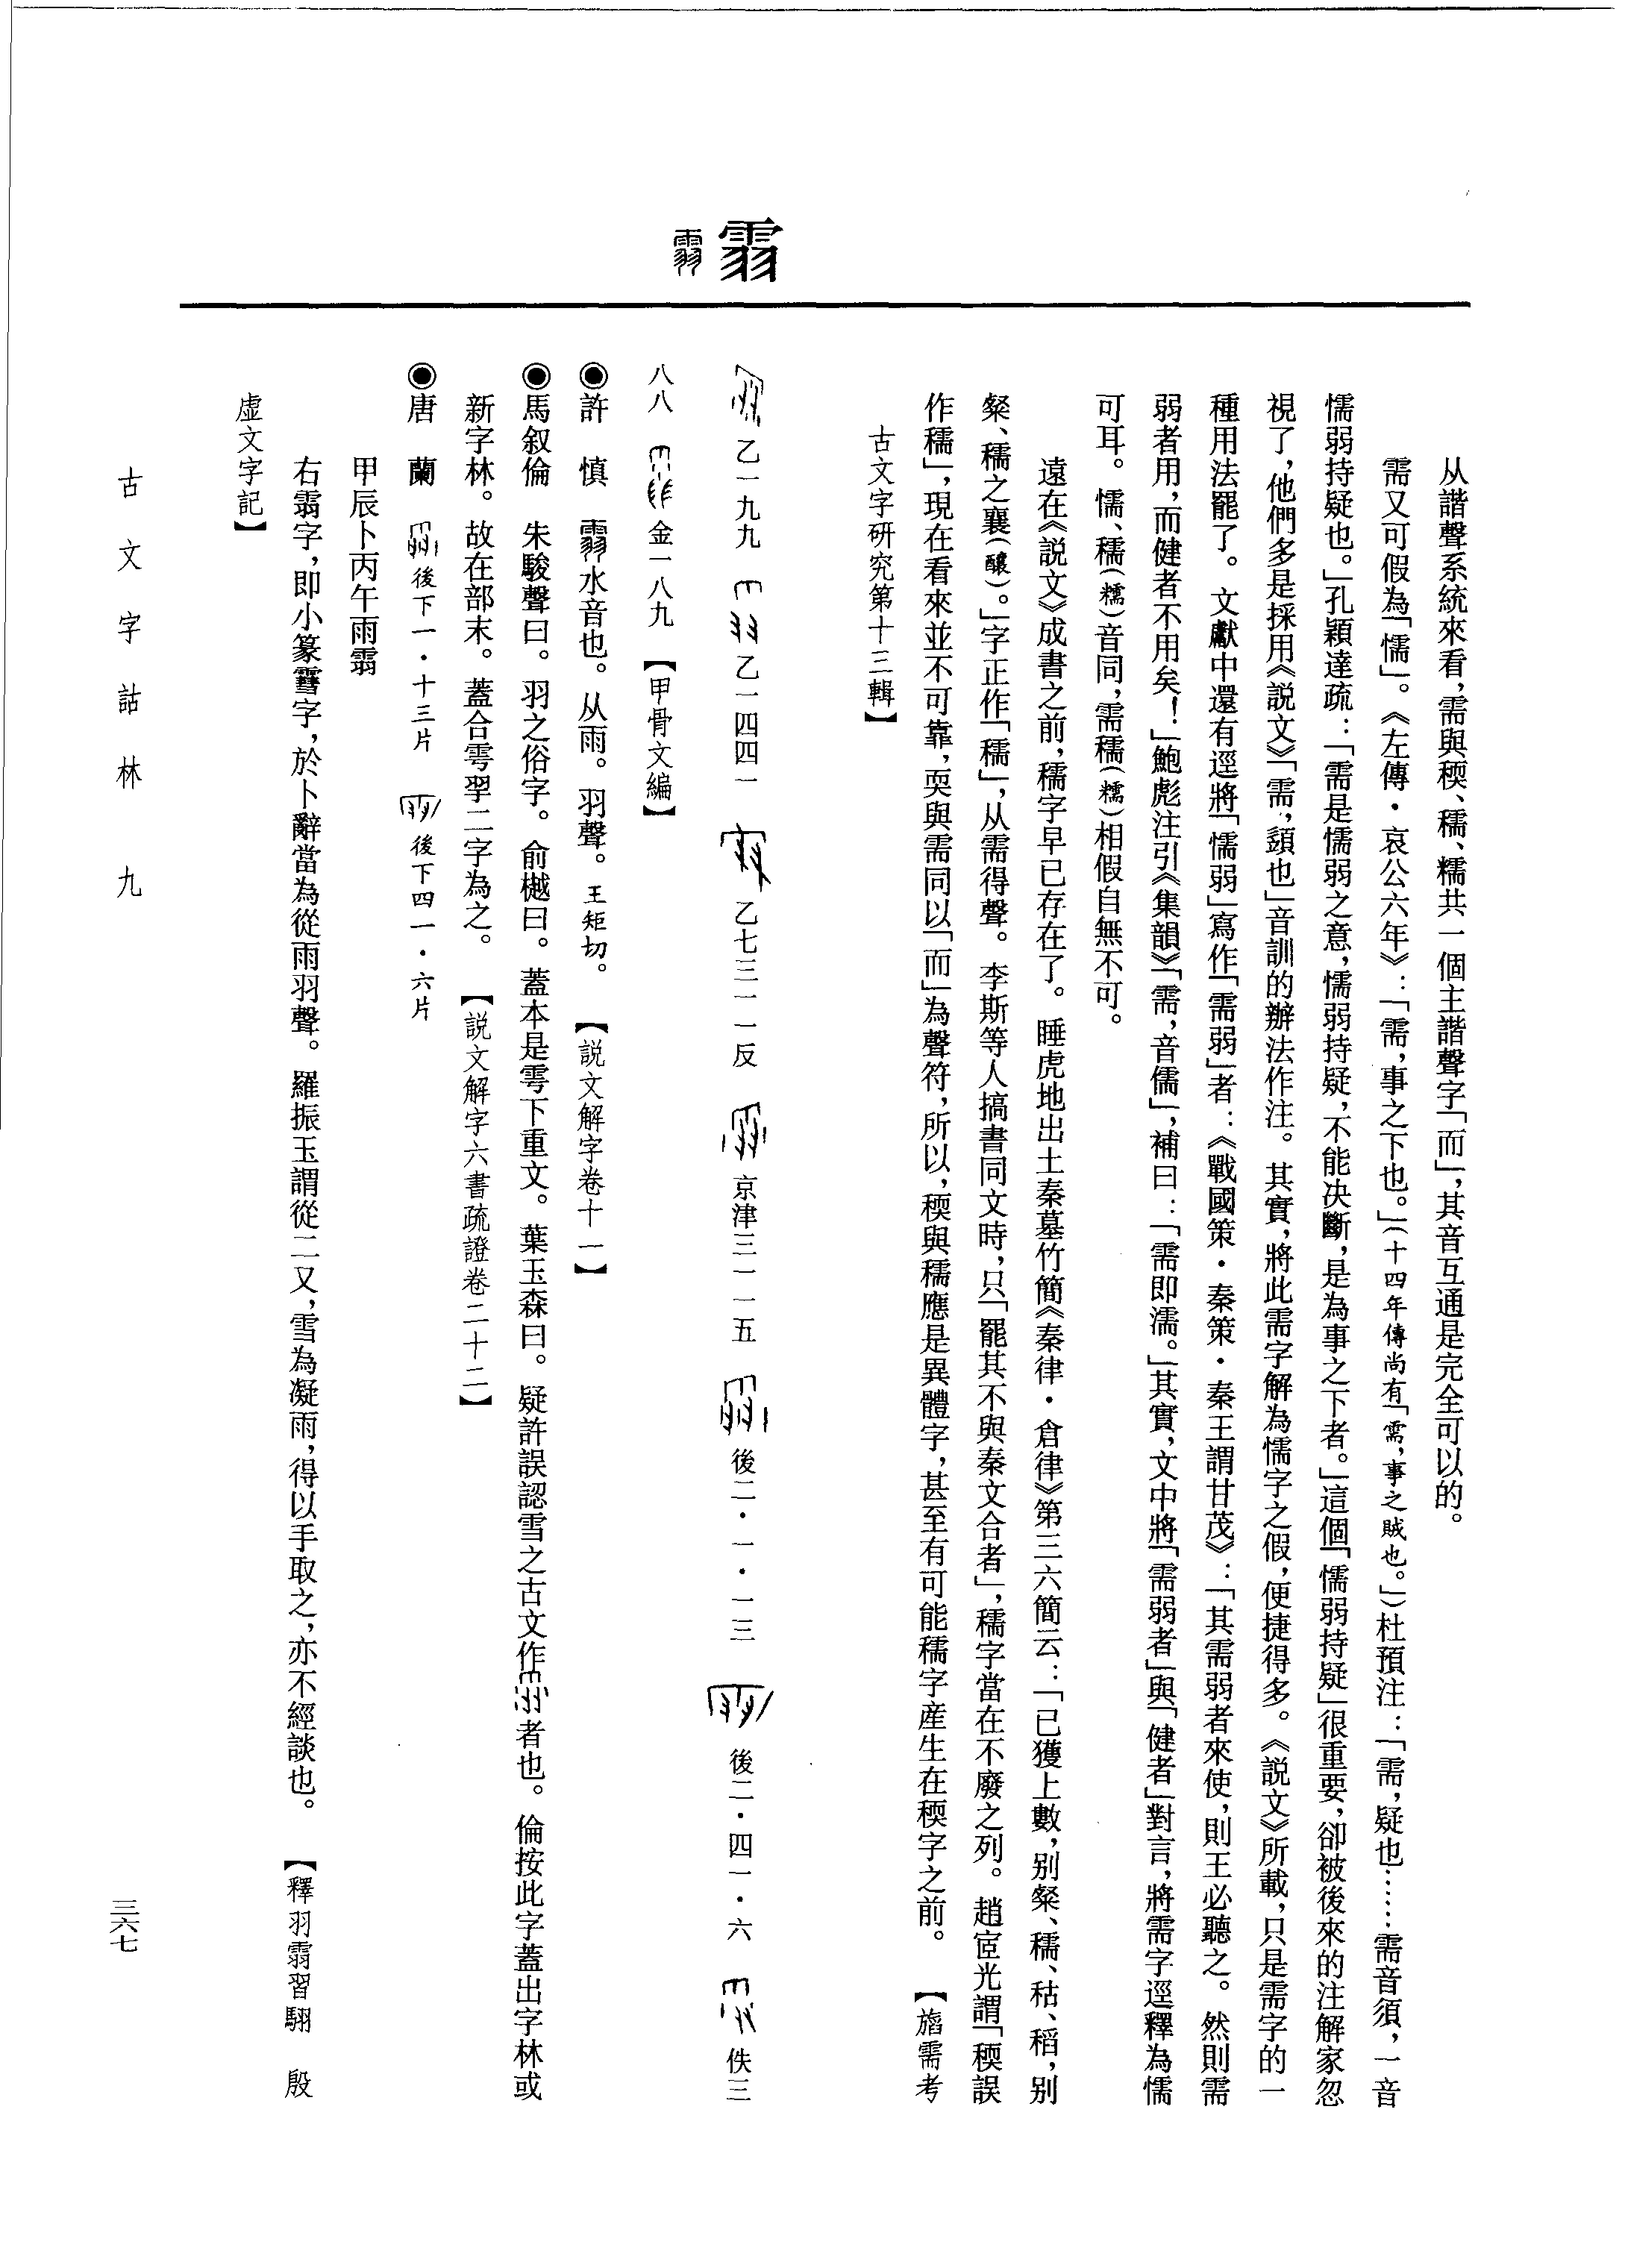 䨞
从諧聲系統來看，需與稬、穤、糯共一個主諧聲字「而」，其音互通是完全可以的。
需又可假為「懦」。《左傳·哀公六年》：「需，事之下也。」（十四年傳尚有「需，事之賊也。」）杜預注：「需，疑也……需音須，一音
懦弱持疑也。」孔穎達疏：「需是懦弱之意，懦弱持疑，不能決斷，是為事之下者。」這個「懦弱持疑」很重要，卻被後來的注解家忽
視了，他們多是採用《説文》「需，䇓也」音訓的辦法作注。其實，將此需字解為懦字之假，便捷得多。《説文》所載，只是需字的一
種用法罷了。文獻中還有逕將「懦弱」寫作「需弱」者：《戰國策·秦策·秦王謂甘茂》：「其需弱者來使，則王必聽之。然則需
弱者用，而健者不用矣！」鮑彪注引《集韻》「需，音儒」，補曰：「需即濡。」其實，文中將「需弱者」與「健者」對言，將需字逕釋為懦
可耳。懦、穤（糯）音同，需穤（糯）相假自無不可。
遠在《説文》成書之前，穤字早已存在了。睡虎地出土秦墓竹簡《秦律·倉律》第三六簡云：「已獲上數，别粲、穤、秙、稻，别
粲、穤之襄（釀）。」字正作「穤」，从需得聲。李斯等人搞書同文時，只「罷其不與秦文合者」，穤字當在不廢之列。趙宧光謂「稬誤
作穤」，現在看來並不可靠，耎與需同以「而」為聲符，所以，稬與穤應是異體字，甚至有可能穤字産生在稬字之前。　【䊮需考
古文字研究第十三輯】
乙一九九　乙一四四一　乙七三一一反　京津三一一五　後二·一·一三　後二·四一·六　佚三
八八　金一八九　【甲骨文編】
◉許　慎　水音也。从雨。羽聲。王矩切。　【説文解字卷十一】
◉馬叙倫　朱駿聲曰。羽之俗字。俞樾曰。蓋本是雩下重文。葉玉森曰。疑許誤認雪之古文作者也。倫按此字蓋出字林或
新字林。故在部末。蓋合雩䍿二字為之。　【説文解字六書疏證卷二十二】
◉唐　蘭　後下一·十三片　後下四一·六片
甲辰卜丙午雨䨞
右䨞字，即小篆䨮字，於卜辭當為從雨羽聲。羅振玉謂從二又，雪為凝雨，得以手取之，亦不經談也。　【釋羽䨞習騽　殷
虛文字記】
古文字詁林　九
三六七